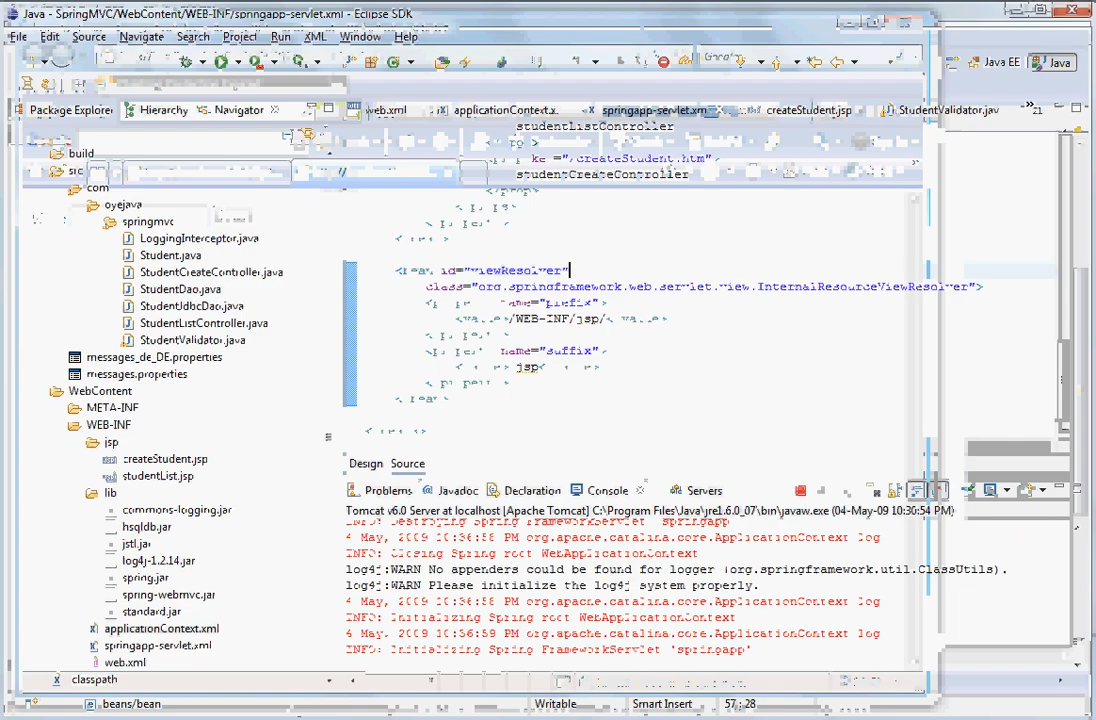 Java - SpringMVC/WebContent/WEB-INF/springapp-servlet.xml - Eclipse SDK
File Edit Source Navigate Search Project Run XML Window Help
Java EE Java
Package Explorer Hierarchy Navigator
web.xml applicationContext.x springapp-servlet.xm createStudent.jsp StudentValidator.jav 21
build
src
com
oyejava
springmvc
LoggingInterceptor.java
Student.java
StudentCreateController.java
StudentDao.java
StudentJdbcDao.java
StudentListController.java
StudentValidator.java
messages_de_DE.properties
messages.properties
WebContent
META-INF
WEB-INF
jsp
createStudent.jsp
studentList.jsp
lib
commons-logging.jar
hsqldb.jar
jstl.jar
log4j-1.2.14.jar
spring.jar
spring-webmvc.jar
standard.jar
applicationContext.xml
springapp-servlet.xml
web.xml
classpath
studentListController
"/createStudent.htm">
studentCreateController
id="viewResolver"
class="org.springframework.web.servlet.view.InternalResourceViewResolver">
name="prefix">
/WEB-INF/jsp/
name="suffix">
jsp
Design Source
Problems Javadoc Declaration Console Servers
Tomcat v6.0 Server at localhost [Apache Tomcat] C:\Program Files\Java\jre1.6.0_07\bin\javaw.exe (04-May-09 10:36:54 PM)
INFO: Destroying Spring FrameworkServlet 'springapp'
4 May, 2009 10:36:58 PM org.apache.catalina.core.ApplicationContext log
INFO: Closing Spring root WebApplicationContext
log4j:WARN No appenders could be found for logger (org.springframework.util.ClassUtils).
log4j:WARN Please initialize the log4j system properly.
4 May, 2009 10:36:58 PM org.apache.catalina.core.ApplicationContext log
INFO: Initializing Spring root WebApplicationContext
4 May, 2009 10:36:59 PM org.apache.catalina.core.ApplicationContext log
INFO: Initializing Spring FrameworkServlet 'springapp'
beans/bean Writable Smart Insert 57 : 28